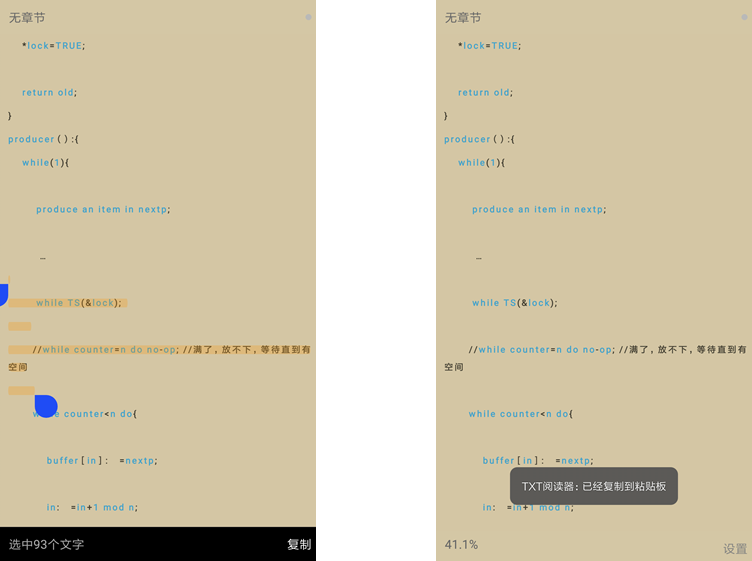 无章节
*lock=TRUE;
return old;
}
producer():{
while(1){
produce an item in nextp;
…
while TS(&lock);
//while counter=n do no-op; //满了，放不下，等待直到有
空间
while counter<n do{
buffer[in]: =nextp;
in: =in+1 mod n;
选中93个文字
复制
无章节
*lock=TRUE;
return old;
}
producer():{
while(1){
produce an item in nextp;
…
while TS(&lock);
//while counter=n do no-op; //满了，放不下，等待直到有
空间
while counter<n do{
buffer[in]: =nextp;
TXT阅读器：已经复制到粘贴板
in: =in+1 mod n;
41.1%
设置